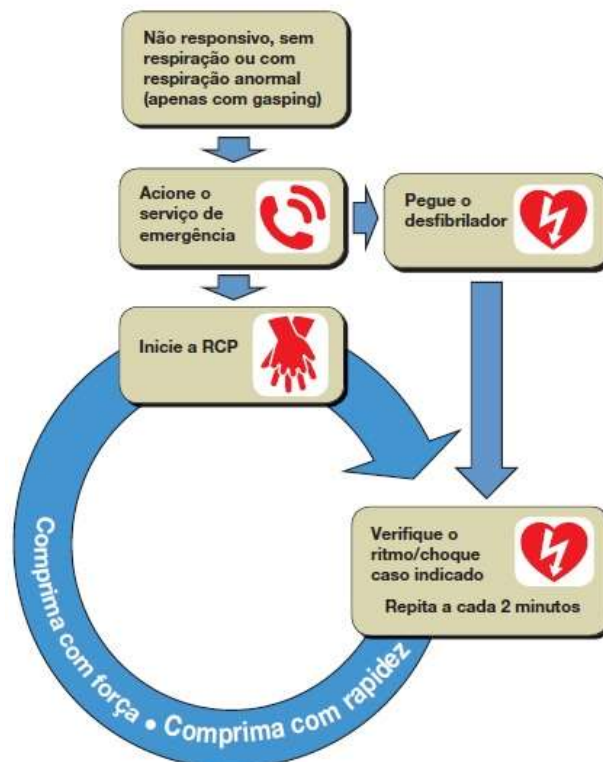 Não responsivo, sem
respiração ou com
respiração anormal
(apenas com gasping)
Acione o
serviço de
emergência
Pegue o
desfibrilador
Inicie a RCP
Verifique o
ritmo/choque
caso indicado
Repita a cada 2 minutos
Comprima com força • Comprima com rapidez